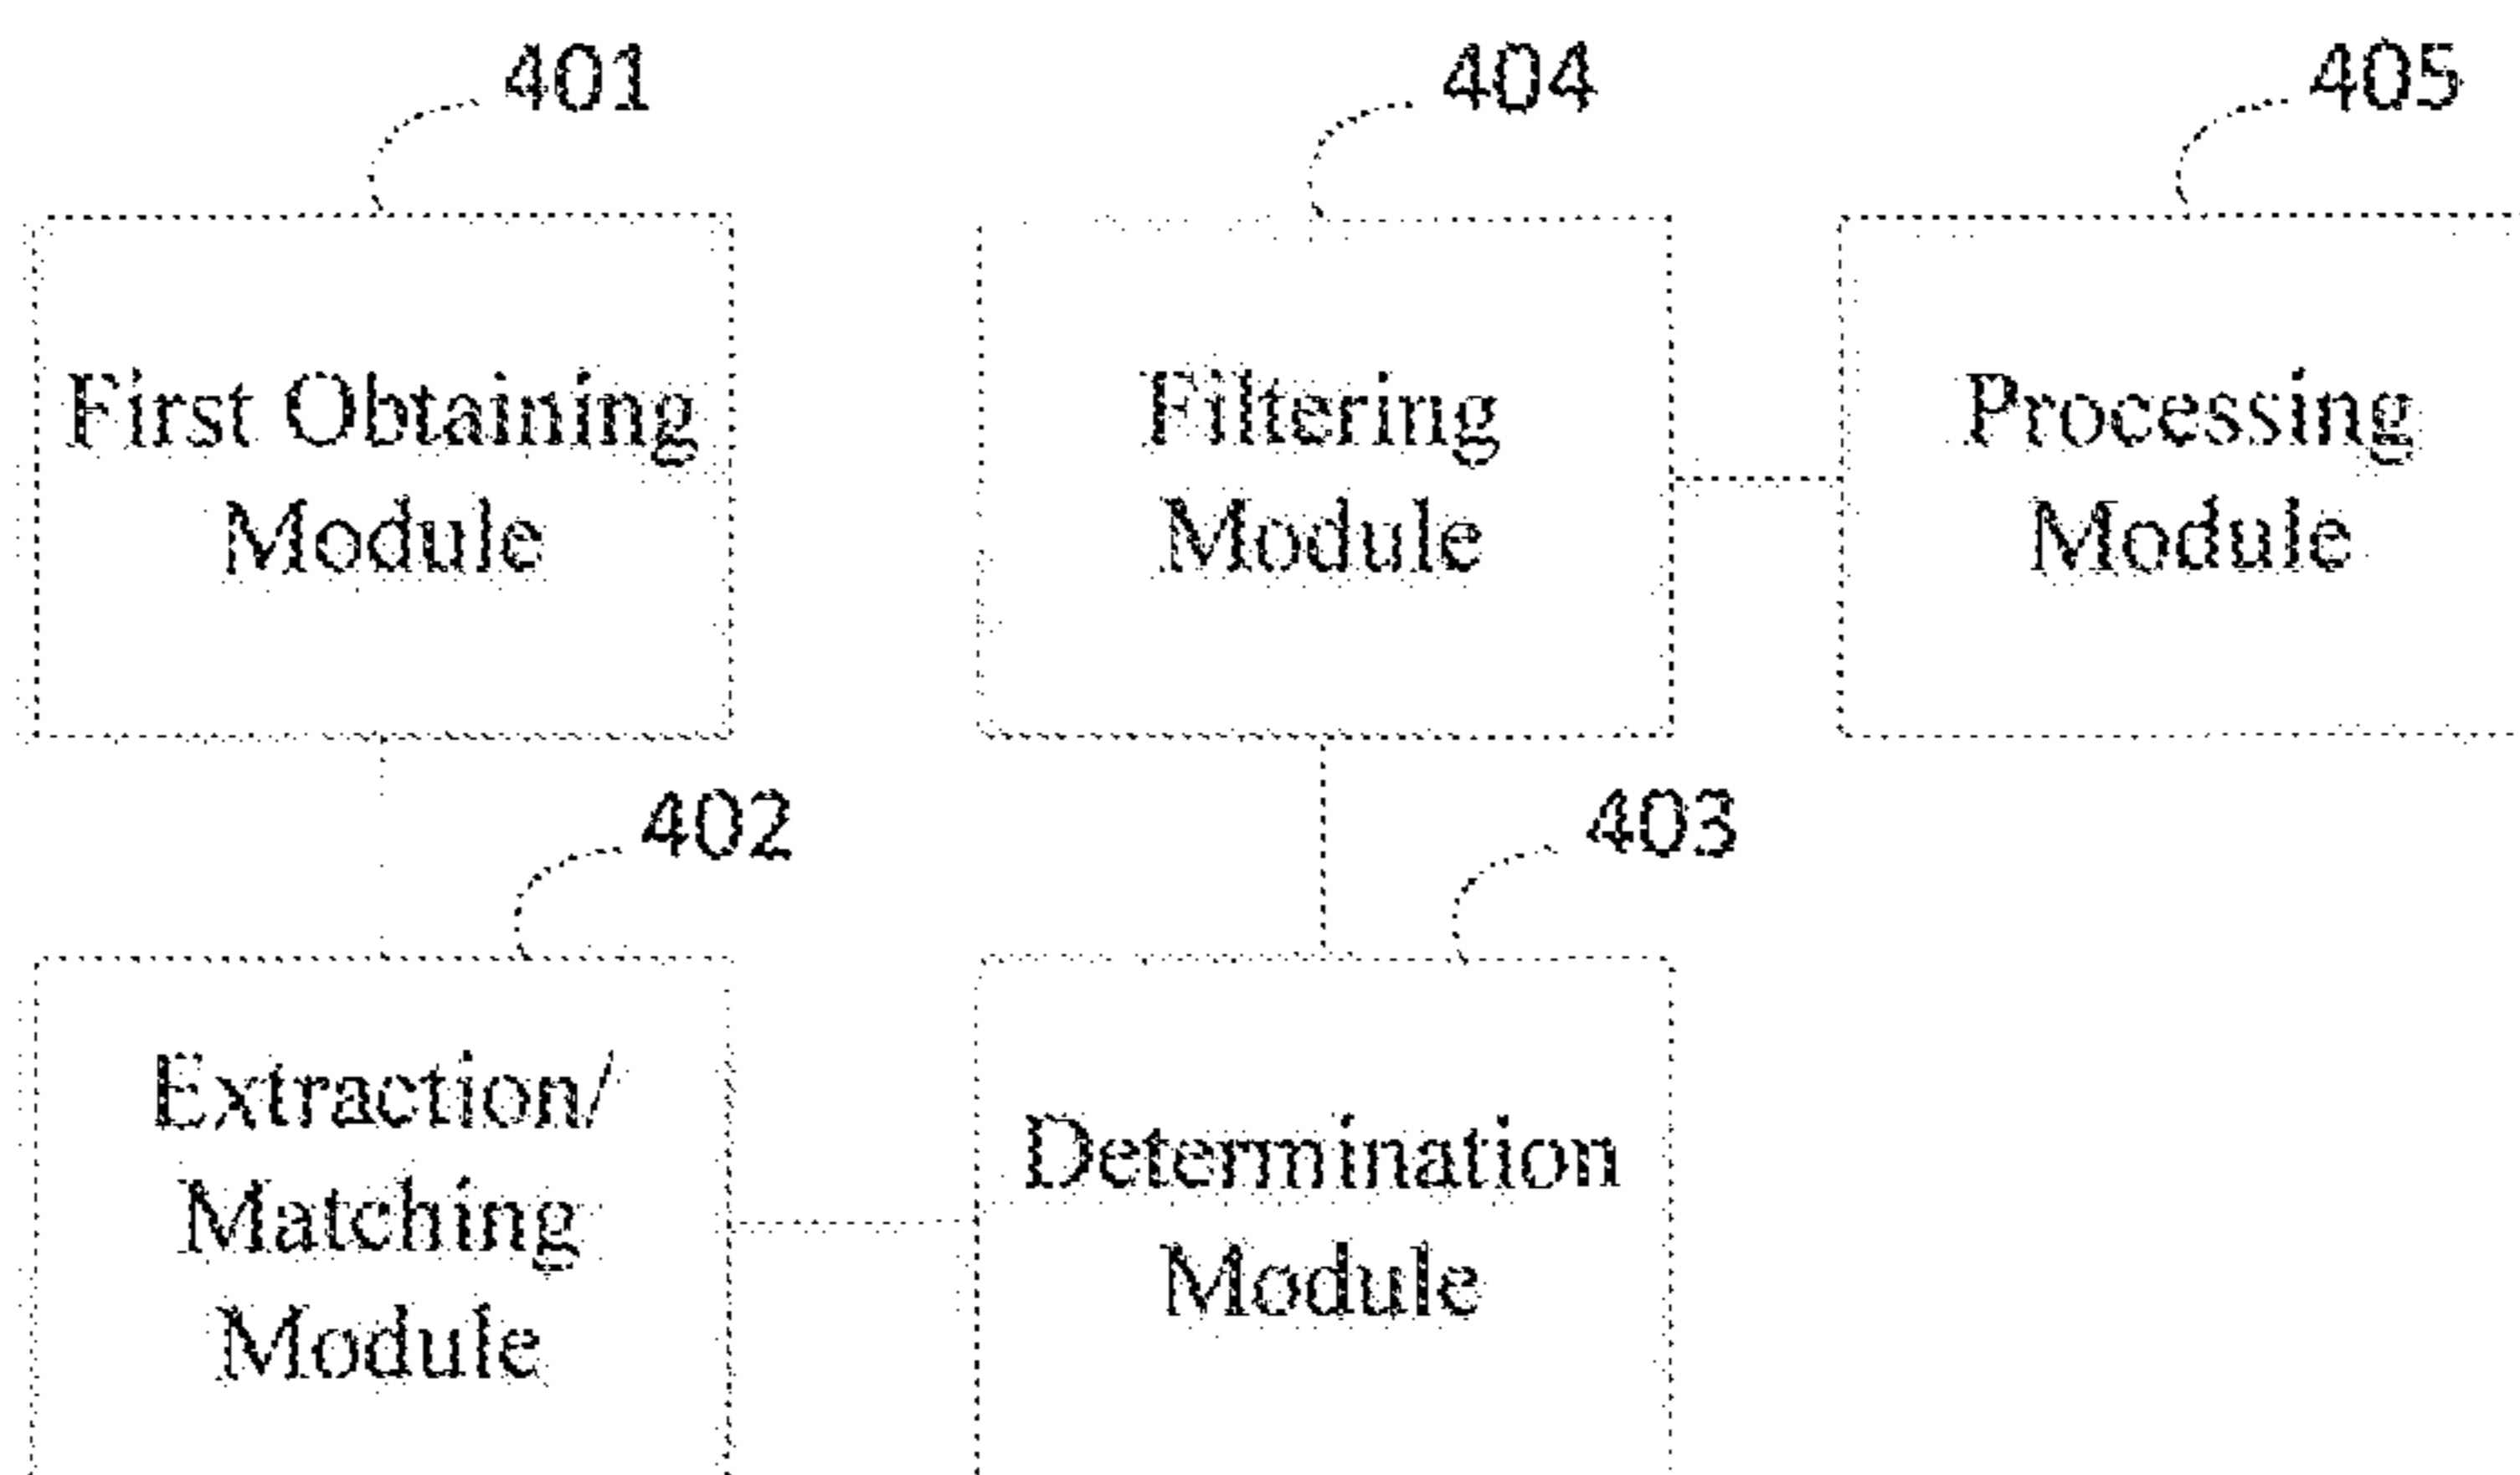 401
404
405
First Obtaining
Module
Filtering
Module
Processing
Module
402
403
Extraction/
Matching
Module
Determination
Module